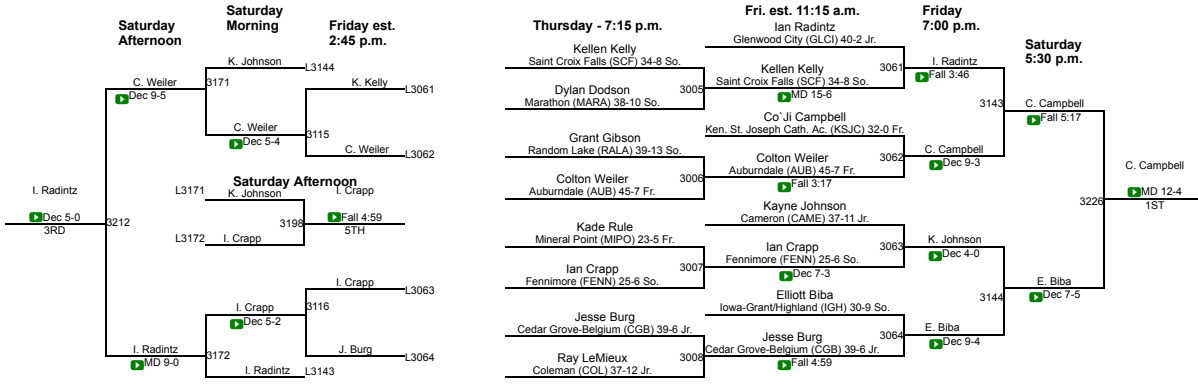 Saturday
Afternoon
Saturday
Morning
Friday est.
2:45 p.m.
K. Johnson
L3144
C. Weiler
3171
Dec 9-5
K. Kelly
L3061
C. Weiler
3115
Dec 5-4
C. Weiler
L3062
Saturday Afternoon
I. Radintz
L3171
K. Johnson
I. Crapp
Dec 5-0
3RD
3212
3198
Fall 4:59
5TH
L3172
I. Crapp
I. Crapp
L3063
I. Crapp
3116
Dec 5-2
I. Radintz
3172
MD 9-0
J. Burg
L3064
I. Radintz
L3143
Thursday - 7:15 p.m.
Fri. est. 11:15 a.m.
Friday
7:00 p.m.
Saturday
5:30 p.m.
Kellen Kelly
Saint Croix Falls (SCF) 34-8 So.
Dylan Dodson
Marathon (MARA) 38-10 So.
3005
Grant Gibson
Random Lake (RALA) 39-13 So.
Colton Weiler
Auburndale (AUB) 45-7 Fr.
3006
Kade Rule
Mineral Point (MIPO) 23-5 Fr.
Ian Crapp
Fennimore (FENN) 25-6 So.
3007
Jesse Burg
Cedar Grove-Belgium (CGB) 39-6 Jr.
Ray LeMieux
Coleman (COL) 37-12 Jr.
3008
Ian Radintz
Glenwood City (GLCI) 40-2 Jr.
Kellen Kelly
Saint Croix Falls (SCF) 34-8 So.
MD 15-6
3061
Co`Ji Campbell
Ken. St. Joseph Cath. Ac. (KSJC) 32-0 Fr.
Colton Weiler
Auburndale (AUB) 45-7 Fr.
Fall 3:17
3062
Kayne Johnson
Cameron (CAME) 37-11 Jr.
Ian Crapp
Fennimore (FENN) 25-6 So.
Dec 7-3
3063
Elliott Biba
Iowa-Grant/Highland (IGH) 30-9 So.
Jesse Burg
Cedar Grove-Belgium (CGB) 39-6 Jr.
Fall 4:59
3064
I. Radintz
Fall 3:46
3143
C. Campbell
Dec 9-3
K. Johnson
Dec 4-0
3144
E. Biba
Dec 9-4
C. Campbell
Fall 5:17
3226
E. Biba
Dec 7-5
C. Campbell
MD 12-4
1ST